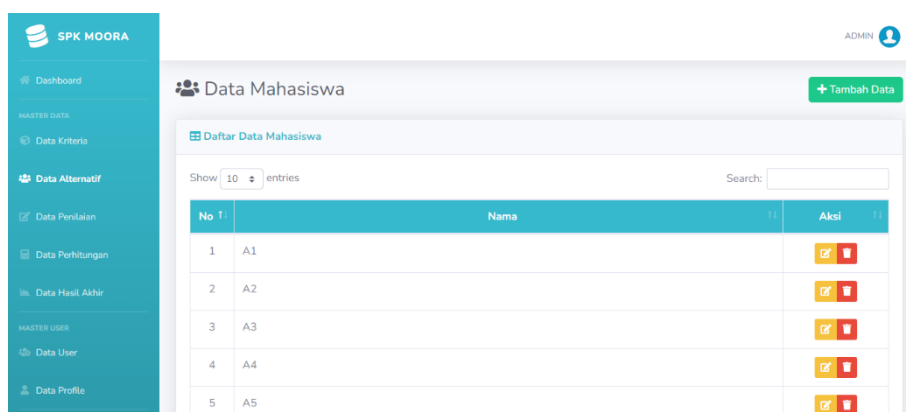 SPK MOORA
Dashboard
MASTER DATA
Data Kriteria
Data Alternatif
Data Penilaian
Data Perhitungan
Data Hasil Akhir
MASTER USER
Data User
Data Profile
ADMIN
Data Mahasiswa
+ Tambah Data
Daftar Data Mahasiswa
Show 10 entries Search:
No Nama Aksi
1 A1
2 A2
3 A3
4 A4
5 A5